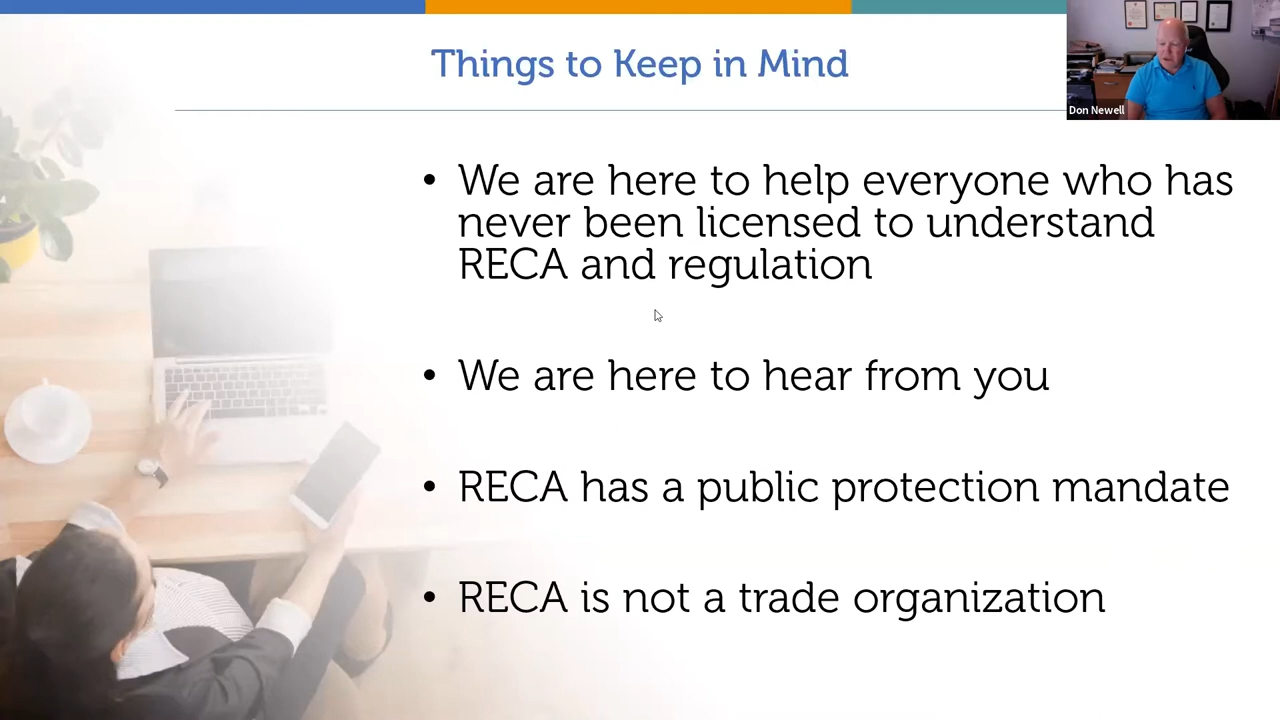 Things to Keep in Mind
Don Newell
• We are here to help everyone who has
never been licensed to understand
RECA and regulation
• We are here to hear from you
• RECA has a public protection mandate
• RECA is not a trade organization